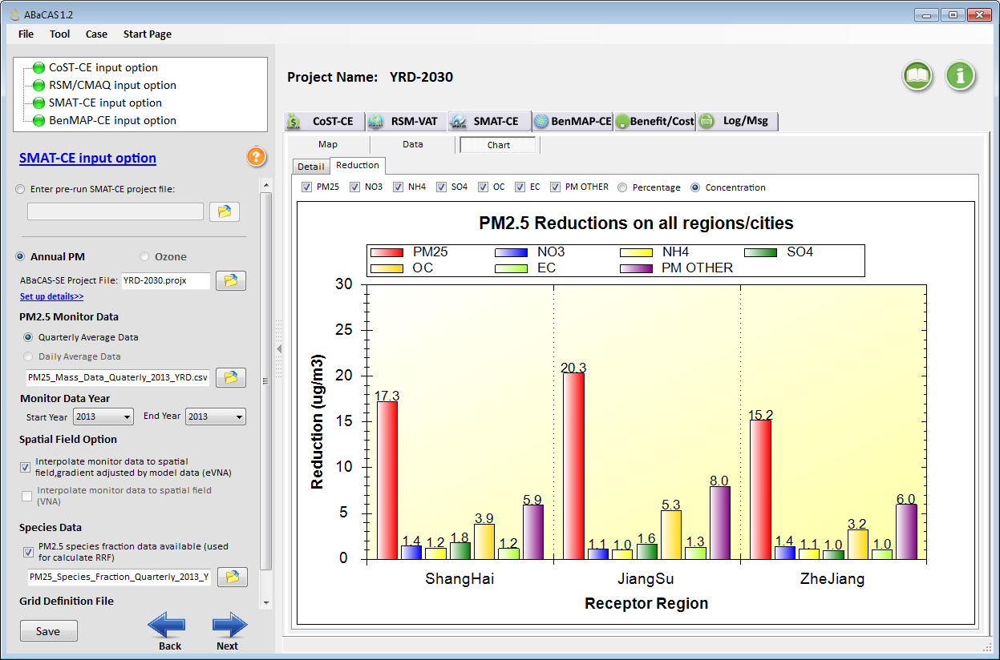 ABaCAS 1.2
File Tool Case Start Page
CoST-CE input option
RSM/CMAQ input option
SMAT-CE input option
BenMAP-CE input option
SMAT-CE input option
?
Enter pre-run SMAT-CE project file:
Annual PM Ozone
ABaCAS-SE Project File: YRD-2030.projx
Set up details>>
PM2.5 Monitor Data
Quarterly Average Data
Daily Average Data
PM25_Mass_Data_Quaterly_2013_YRD.csv
Monitor Data Year
Start Year 2013 End Year 2013
Spatial Field Option
Interpolate monitor data to spatial
field,gradient adjusted by model data (eVNA)
Interpolate monitor data to spatial field
(VNA)
Species Data
PM2.5 species fraction data available (used
for calculate RRF)
PM25_Species_Fraction_Quarterly_2013_Y
Grid Definition File
Save Back Next
Project Name: YRD-2030
i
CoST-CE RSM-VAT SMAT-CE BenMAP-CE Benefit/Cost Log/Msg
Map Data Chart
Detail Reduction
PM25 NO3 NH4 SO4 OC EC PM OTHER Percentage Concentration
PM2.5 Reductions on all regions/cities
PM25 NO3 NH4 SO4
OC EC PM OTHER
Reduction (ug/m3)
30
25
20
15
10
5
0
17.3 1.4 1.2 1.8 3.9 1.2 5.9
20.3 1.1 1.0 1.6 5.3 1.3 8.0
15.2 1.4 1.1 1.0 3.2 1.0 6.0
ShangHai JiangSu ZheJiang
Receptor Region